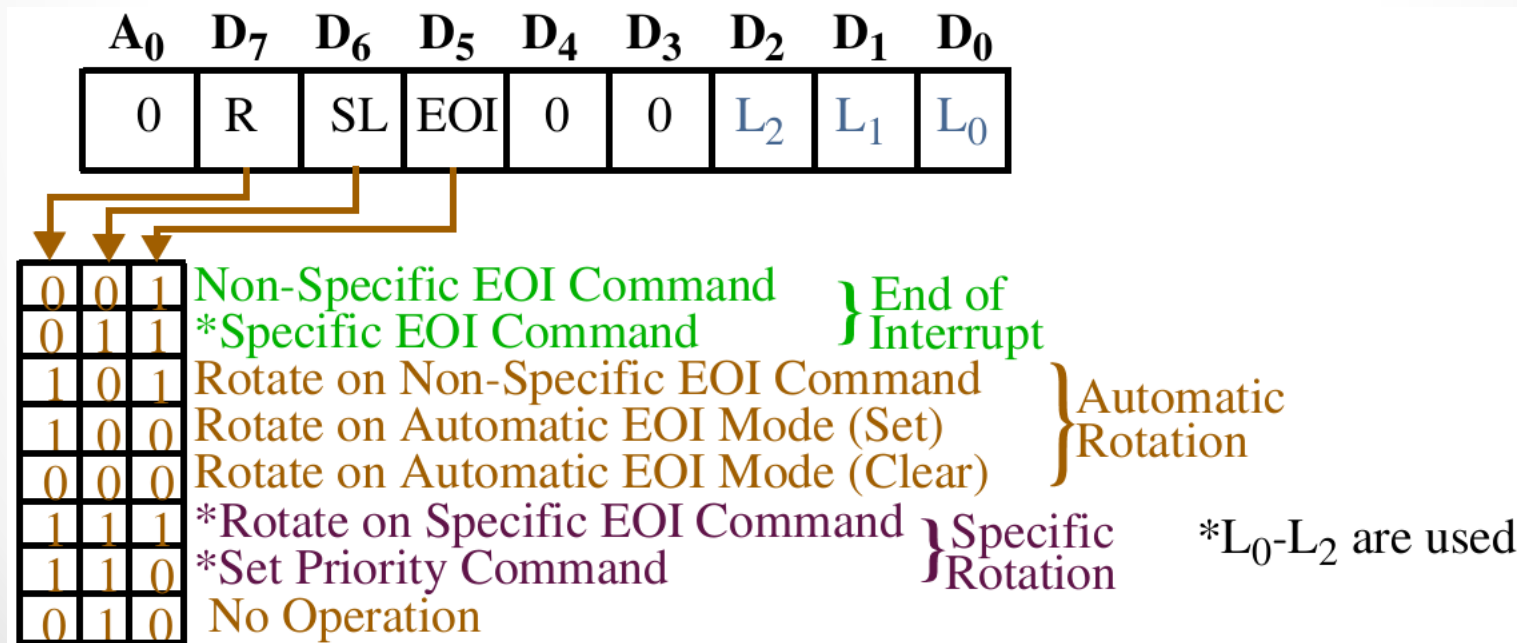 A0 D7 D6 D5 D4 D3 D2 D1 D0
0 R SL EOI 0 0 L2 L1 L0
0 0 1 Non-Specific EOI Command } End of
0 1 1 *Specific EOI Command Interrupt
1 0 1 Rotate on Non-Specific EOI Command } Automatic
1 0 0 Rotate on Automatic EOI Mode (Set) Rotation
0 0 0 Rotate on Automatic EOI Mode (Clear)
1 1 1 *Rotate on Specific EOI Command } Specific *L0-L2 are used
1 1 0 *Set Priority Command Rotation
0 1 0 No Operation